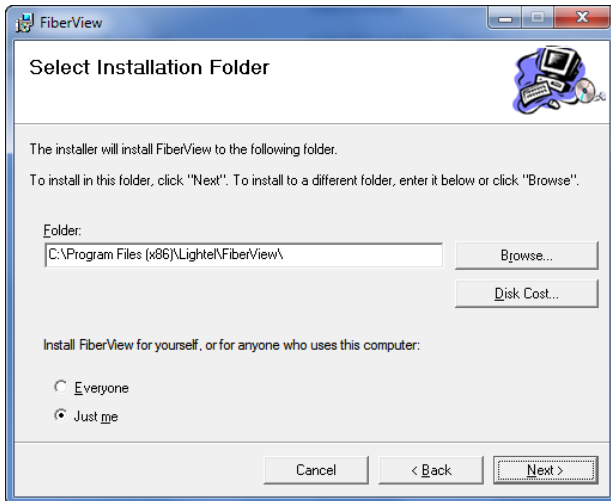 FiberView
Select Installation Folder
The installer will install FiberView to the following folder.
To install in this folder, click "Next". To install to a different folder, enter it below or click "Browse".
Folder:
C:\Program Files (x86)\Lightel\FiberView\
Browse...
Disk Cost...
Install FiberView for yourself, or for anyone who uses this computer:
Everyone
Just me
Cancel
< Back
Next >